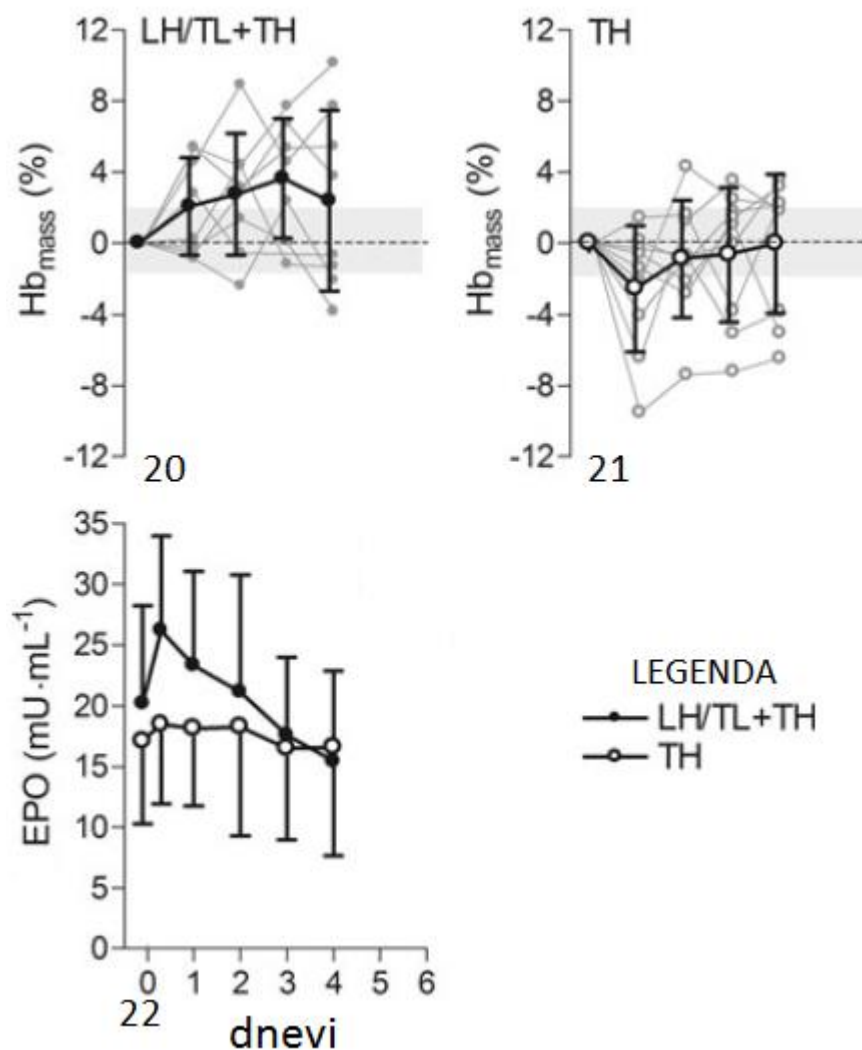 LH/TL+TH
12
8
4
0
-4
-8
-12
Hbmass (%)
20
TH
12
8
4
0
-4
-8
-12
Hbmass (%)
21
35
30
25
20
15
10
5
0
EPO (mU·mL⁻¹)
0 1 2 3 4 5 6
22
dnevi
LEGENDA
LH/TL+TH
TH